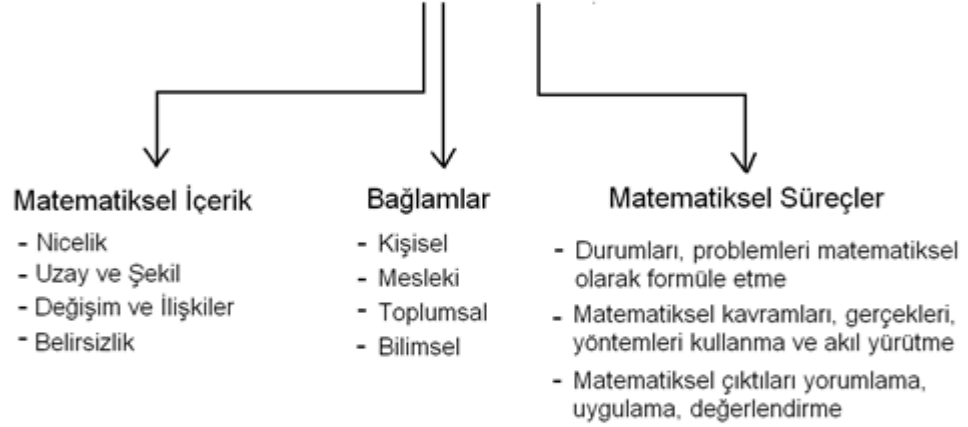 Matematiksel İçerik
- Nicelik
- Uzay ve Şekil
- Değişim ve İlişkiler
- Belirsizlik
Bağlamlar
- Kişisel
- Mesleki
- Toplumsal
- Bilimsel
Matematiksel Süreçler
- Durumları, problemleri matematiksel
olarak formüle etme
- Matematiksel kavramları, gerçekleri,
yöntemleri kullanma ve akıl yürütme
- Matematiksel çıktıları yorumlama,
uygulama, değerlendirme